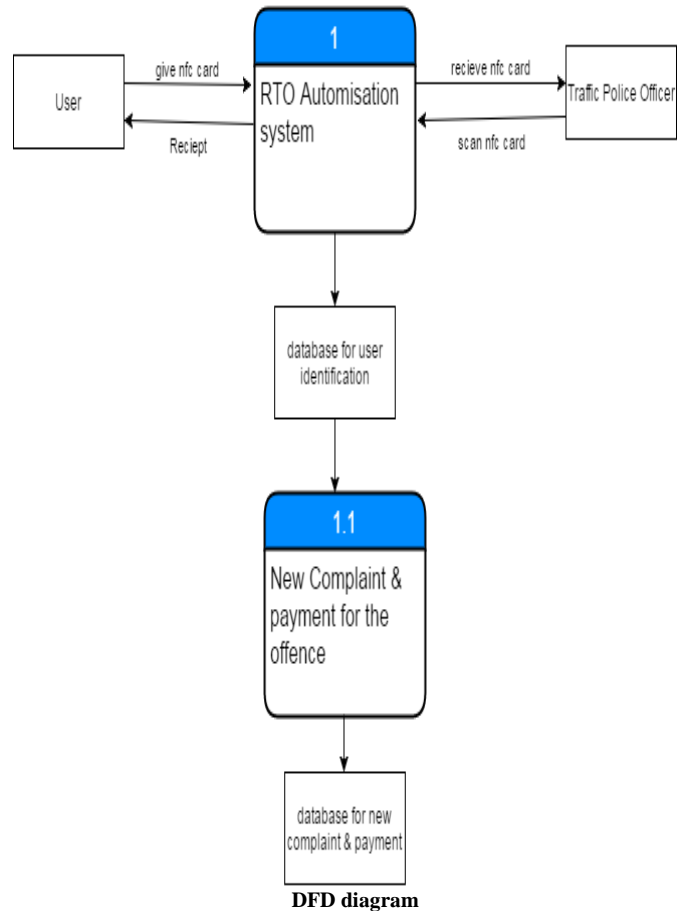 1
give nfc card
recieve nfc card
User
RTO Automisation
system
Traffic Police Officer
Reciept
scan nfc card
database for user
identification
1.1
New Complaint &
payment for the
offence
database for new
complaint & payment
DFD diagram